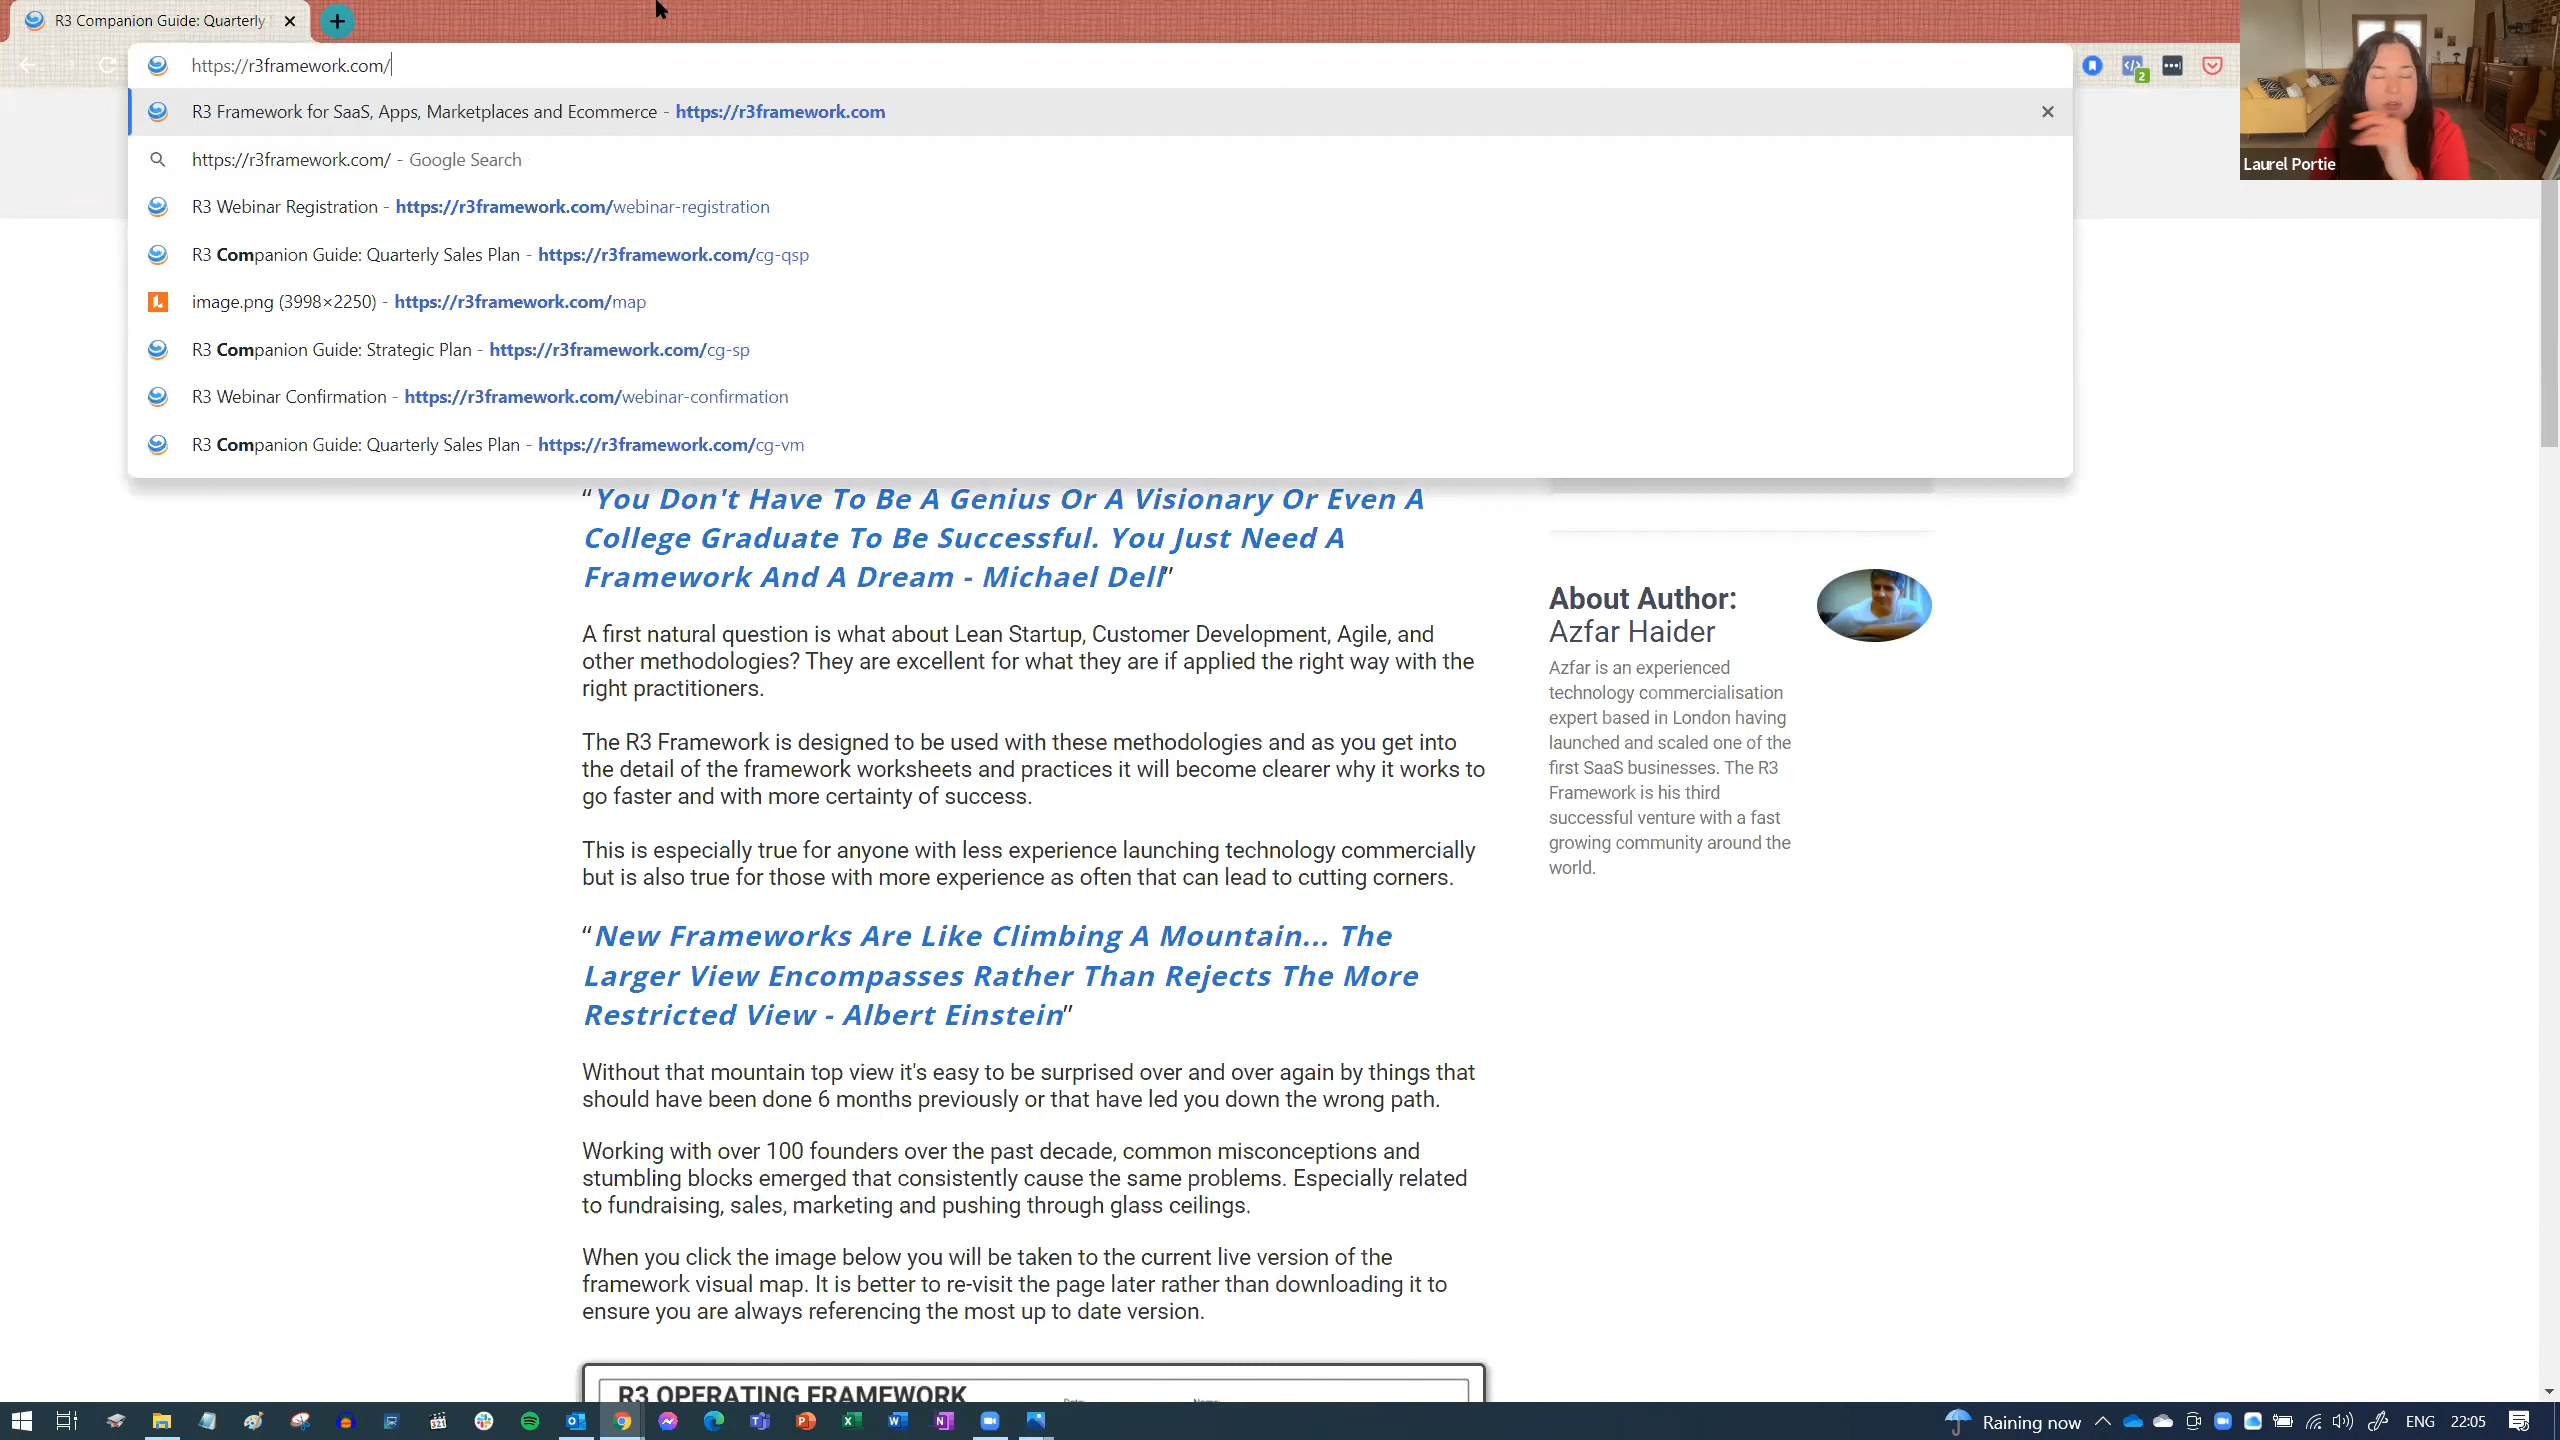 R3 Companion Guide: Quarterly
https://r3framework.com/
R3 Framework for SaaS, Apps, Marketplaces and Ecommerce - https://r3framework.com
https://r3framework.com/ - Google Search
R3 Webinar Registration - https://r3framework.com/webinar-registration
R3 Companion Guide: Quarterly Sales Plan - https://r3framework.com/cg-qsp
image.png (3998×2250) - https://r3framework.com/map
R3 Companion Guide: Strategic Plan - https://r3framework.com/cg-sp
R3 Webinar Confirmation - https://r3framework.com/webinar-confirmation
R3 Companion Guide: Quarterly Sales Plan - https://r3framework.com/cg-vm
2
Laurel Portie
“You Don't Have To Be A Genius Or A Visionary Or Even A
College Graduate To Be Successful. You Just Need A
Framework And A Dream - Michael Dell”
A first natural question is what about Lean Startup, Customer Development, Agile, and
other methodologies? They are excellent for what they are if applied the right way with the
right practitioners.
The R3 Framework is designed to be used with these methodologies and as you get into
the detail of the framework worksheets and practices it will become clearer why it works to
go faster and with more certainty of success.
This is especially true for anyone with less experience launching technology commercially
but is also true for those with more experience as often that can lead to cutting corners.
“New Frameworks Are Like Climbing A Mountain... The
Larger View Encompasses Rather Than Rejects The More
Restricted View - Albert Einstein”
Without that mountain top view it's easy to be surprised over and over again by things that
should have been done 6 months previously or that have led you down the wrong path.
Working with over 100 founders over the past decade, common misconceptions and
stumbling blocks emerged that consistently cause the same problems. Especially related
to fundraising, sales, marketing and pushing through glass ceilings.
When you click the image below you will be taken to the current live version of the
framework visual map. It is better to re-visit the page later rather than downloading it to
ensure you are always referencing the most up to date version.
R3 OPERATING FRAMEWORK
About Author:
Azfar Haider
Azfar is an experienced
technology commercialisation
expert based in London having
launched and scaled one of the
first SaaS businesses. The R3
Framework is his third
successful venture with a fast
growing community around the
world.
Raining now
ENG
22:05